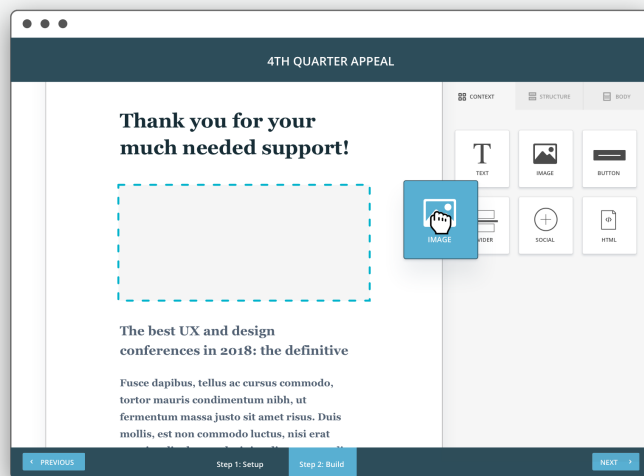 4TH QUARTER APPEAL
CONTEXT
STRUCTURE
BODY
Thank you for your
much needed support!
TEXT
IMAGE
BUTTON
IMAGE
VIDER
SOCIAL
HTML
The best UX and design
conferences in 2018: the definitive
Fusce dapibus, tellus ac cursus commodo,
tortor mauris condimentum nibh, ut
fermentum massa justo sit amet risus. Duis
mollis, est non commodo luctus, nisi erat
PREVIOUS
Step 1: Setup
Step 2: Build
NEXT